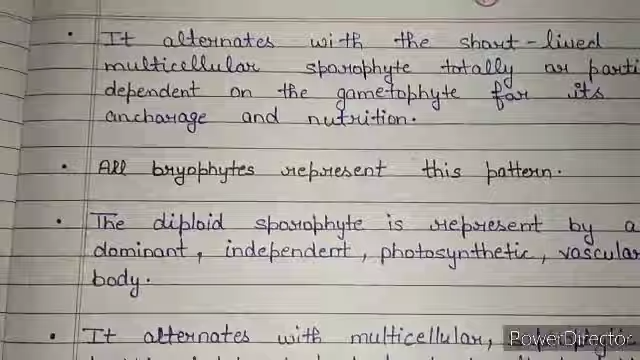 • It alternates with the short-lived
multicellular sporophyte totally or parti
dependent on the gametophyte for its
anchorage and nutrition.
• All bryophytes represent this pattern.
• The diploid sporophyte is represent by a
dominant, independent, photosynthetic, vascular
body.
• It alternates with multicellular,
PowerDirector